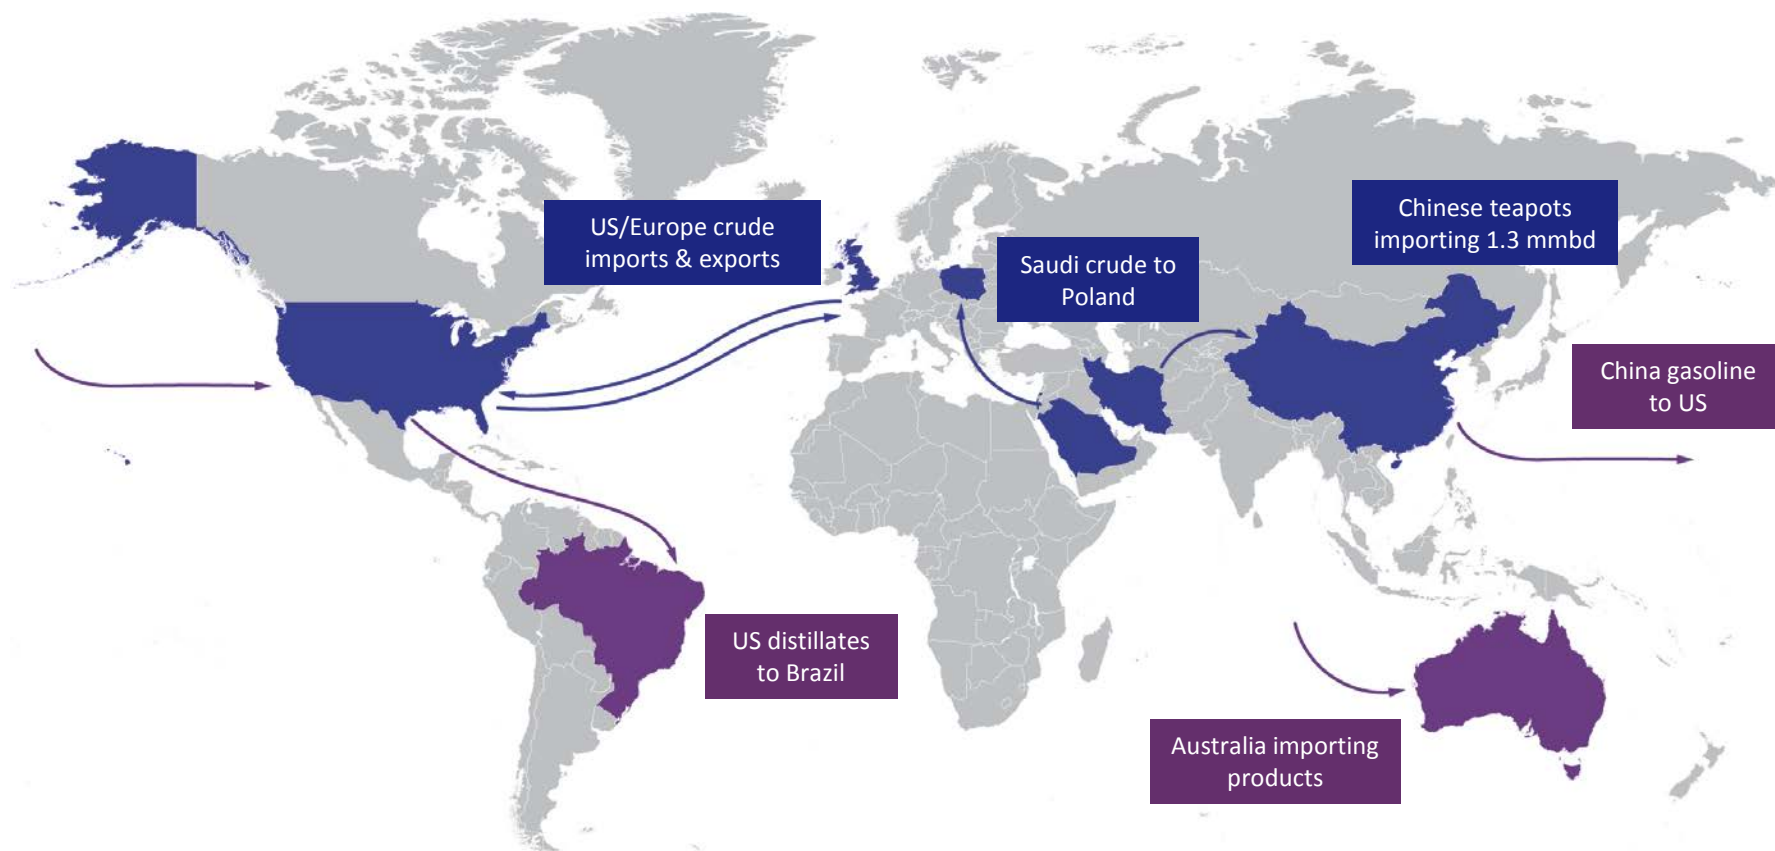 US/Europe crude
imports & exports
Saudi crude to
Poland
Chinese teapots
importing 1.3 mmbd
China gasoline
to US
US distillates
to Brazil
Australia importing
products